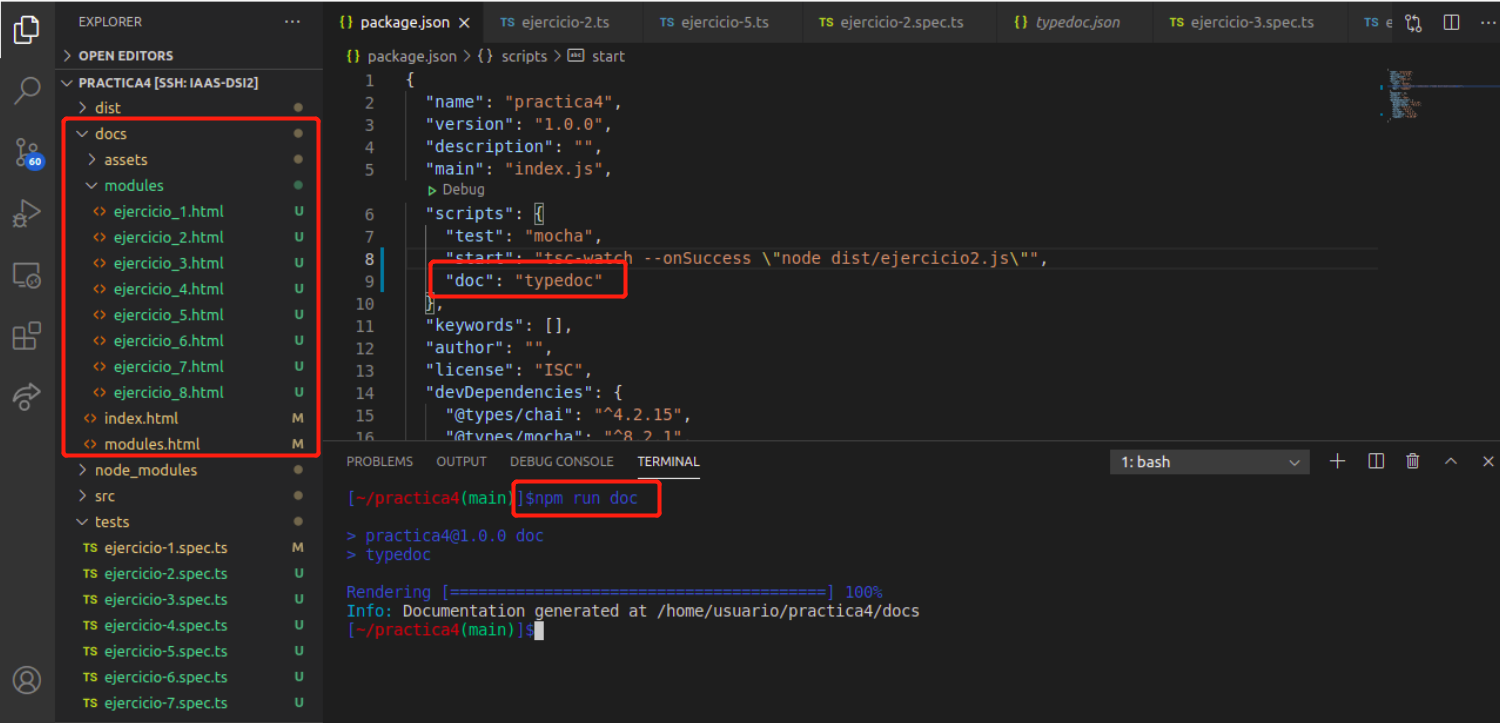 EXPLORER ...
OPEN EDITORS
PRACTICA4 [SSH: IAAS-DSI2]
dist
docs
assets
modules
<> ejercicio_1.html U
<> ejercicio_2.html U
<> ejercicio_3.html U
<> ejercicio_4.html U
<> ejercicio_5.html U
<> ejercicio_6.html U
<> ejercicio_7.html U
<> ejercicio_8.html U
<> index.html M
<> modules.html M
node_modules
src
tests
TS ejercicio-1.spec.ts M
TS ejercicio-2.spec.ts U
TS ejercicio-3.spec.ts U
TS ejercicio-4.spec.ts U
TS ejercicio-5.spec.ts U
TS ejercicio-6.spec.ts U
TS ejercicio-7.spec.ts U
60
{} package.json × TS ejercicio-2.ts TS ejercicio-5.ts TS ejercicio-2.spec.ts {} typedoc.json TS ejercicio-3.spec.ts TS e
{} package.json > {} scripts > abc start
1 {
2 "name": "practica4",
3 "version": "1.0.0",
4 "description": "",
5 "main": "index.js",
Debug
6 "scripts": {
7 "test": "mocha",
8 "start": "tsc-watch --onSuccess \"node dist/ejercicio2.js\"",
9 "doc": "typedoc"
10 },
11 "keywords": [],
12 "author": "",
13 "license": "ISC",
14 "devDependencies": {
15 "@types/chai": "^4.2.15",
16 "@types/mocha": "^8.2.1",
PROBLEMS OUTPUT DEBUG CONSOLE TERMINAL 1: bash
[~/practica4(main)]$npm run doc
> practica4@1.0.0 doc
> typedoc
Rendering [========================================] 100%
Info: Documentation generated at /home/usuario/practica4/docs
[~/practica4(main)]$